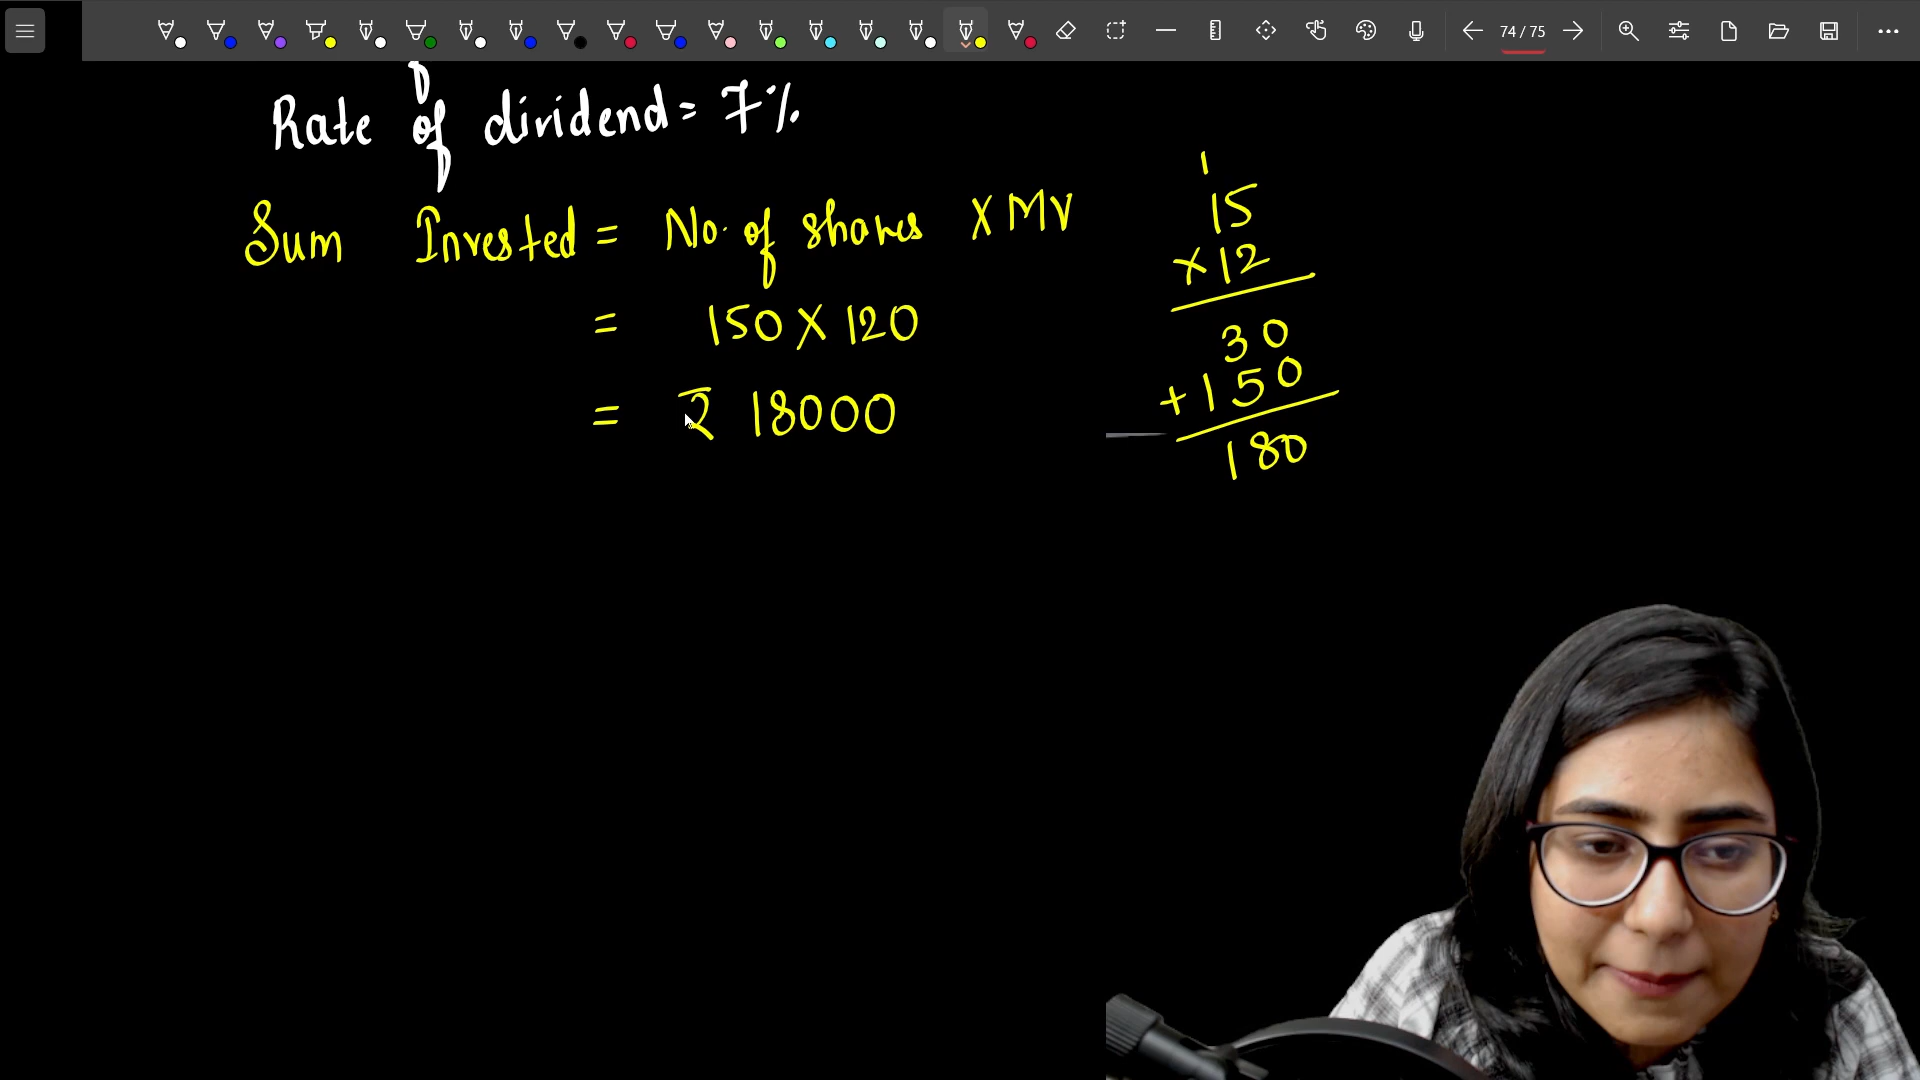 74 / 75
Rate of dividend = 7%
Sum Invested = No. of shares X MV
= 150 X 120
= ₹ 18000
1
15
X 12
30
+ 150
180